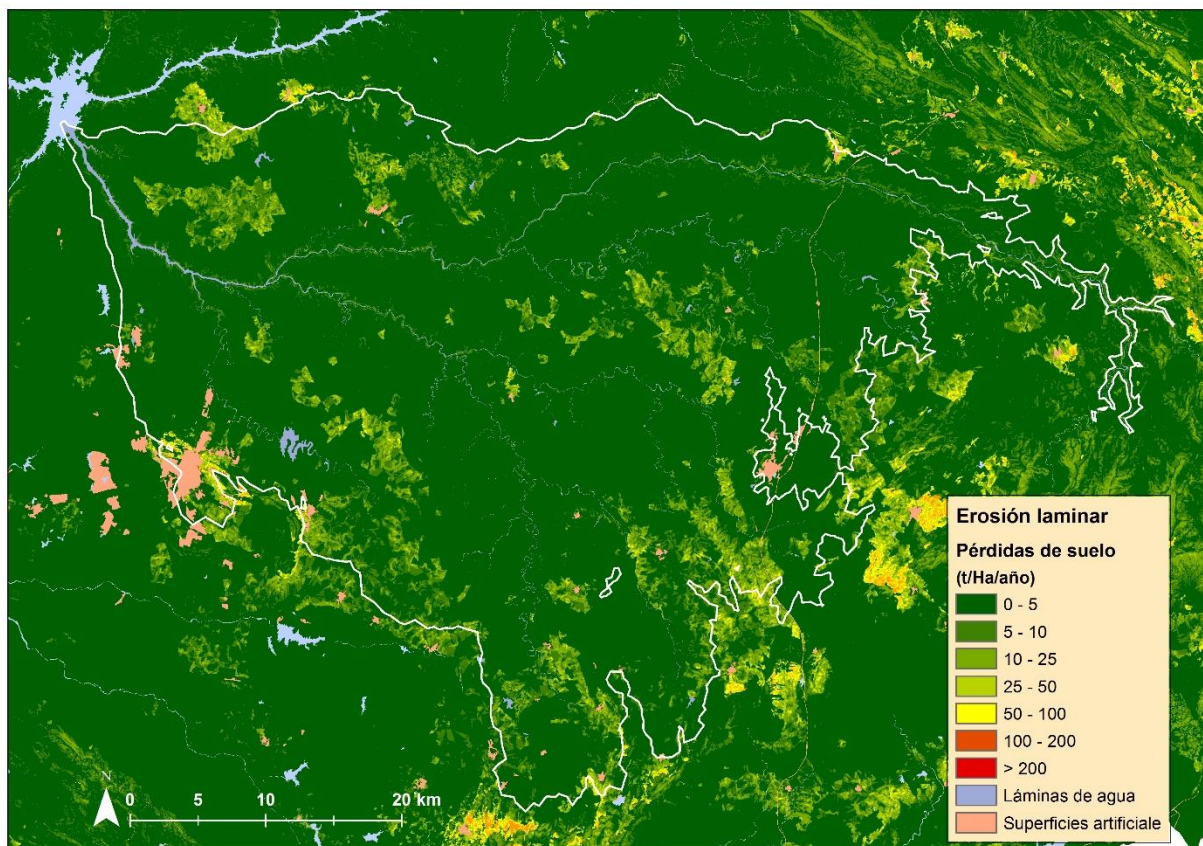 Erosión laminar
Pérdidas de suelo
(t/Ha/año)
0 - 5
5 - 10
10 - 25
25 - 50
50 - 100
100 - 200
> 200
Láminas de agua
Superficies artificiale
N
0 5 10 20 km